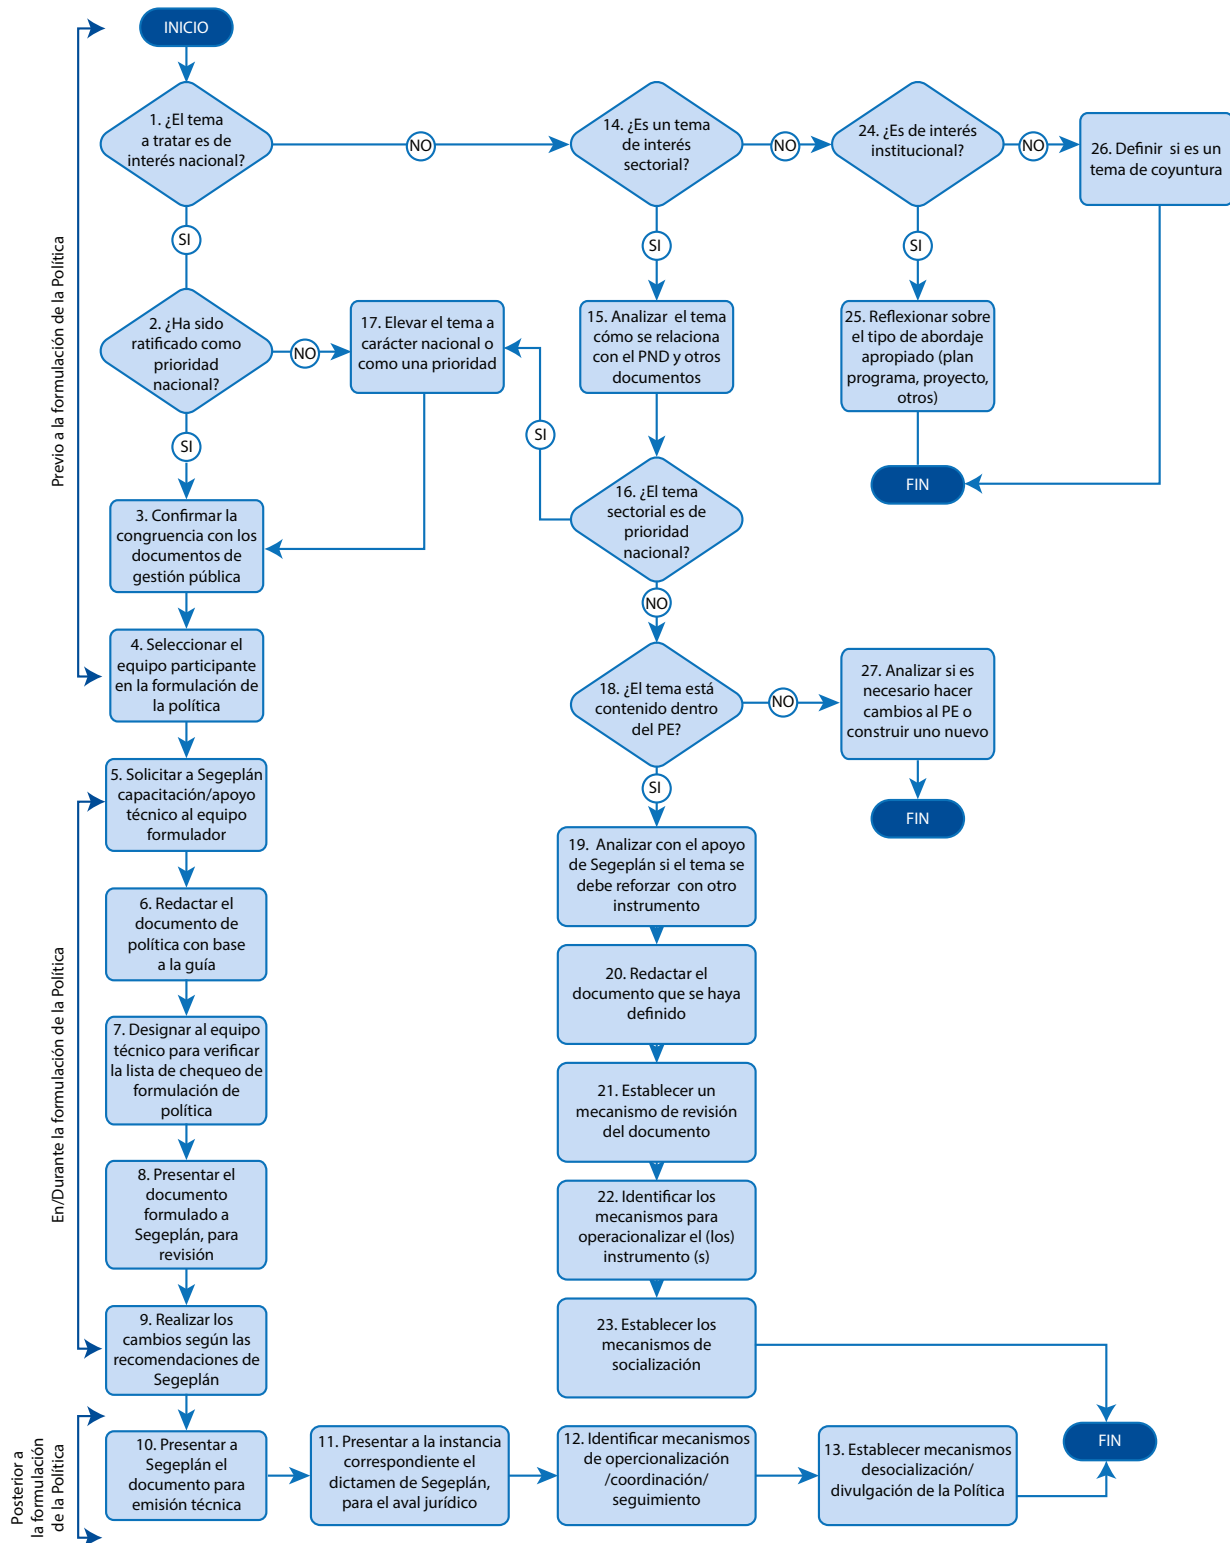 INICIO
1. ¿El tema
a tratar es de
interés nacional?
NO
14. ¿Es un tema
de interés
sectorial?
NO
24. ¿Es de interés
institucional?
NO
26. Definir si es un
tema de coyuntura
SI
SI
SI
Previo a la formulación de la Política
2. ¿Ha sido
ratificado como
prioridad
nacional?
NO
17. Elevar el tema a
carácter nacional o
como una prioridad
15. Analizar el tema
cómo se relaciona
con el PND y otros
documentos
25. Reflexionar sobre
el tipo de abordaje
apropiado (plan
programa, proyecto,
otros)
SI
SI
FIN
3. Confirmar la
congruencia con los
documentos de
gestión pública
16. ¿El tema
sectorial es de
prioridad
nacional?
NO
4. Seleccionar el
equipo participante
en la formulación de
la política
18. ¿El tema está
contenido dentro
del PE?
NO
27. Analizar si es
necesario hacer
cambios al PE o
construir uno nuevo
SI
FIN
En/Durante la formulación de la Política
5. Solicitar a Segeplán
capacitación/apoyo
técnico al equipo
formulador
19. Analizar con el apoyo
de Segeplán si el tema se
debe reforzar con otro
instrumento
6. Redactar el
documento de
política con base
a la guía
20. Redactar el
documento que se haya
definido
7. Designar al equipo
técnico para verificar
la lista de chequeo de
formulación de
política
21. Establecer un
mecanismo de revisión
del documento
8. Presentar el
documento
formulado a
Segeplán, para
revisión
22. Identificar los
mecanismos para
operacionalizar el (los)
instrumento (s)
9. Realizar los
cambios según las
recomendaciones de
Segeplán
23. Establecer los
mecanismos de
socialización
Posterior a
la formulación
de la Política
10. Presentar a
Segeplán el
documento para
emisión técnica
11. Presentar a la instancia
correspondiente el
dictamen de Segeplán,
para el aval jurídico
12. Identificar mecanismos
de opercionalización
/coordinación/
seguimiento
13. Establecer mecanismos
desocialización/
divulgación de la Política
FIN